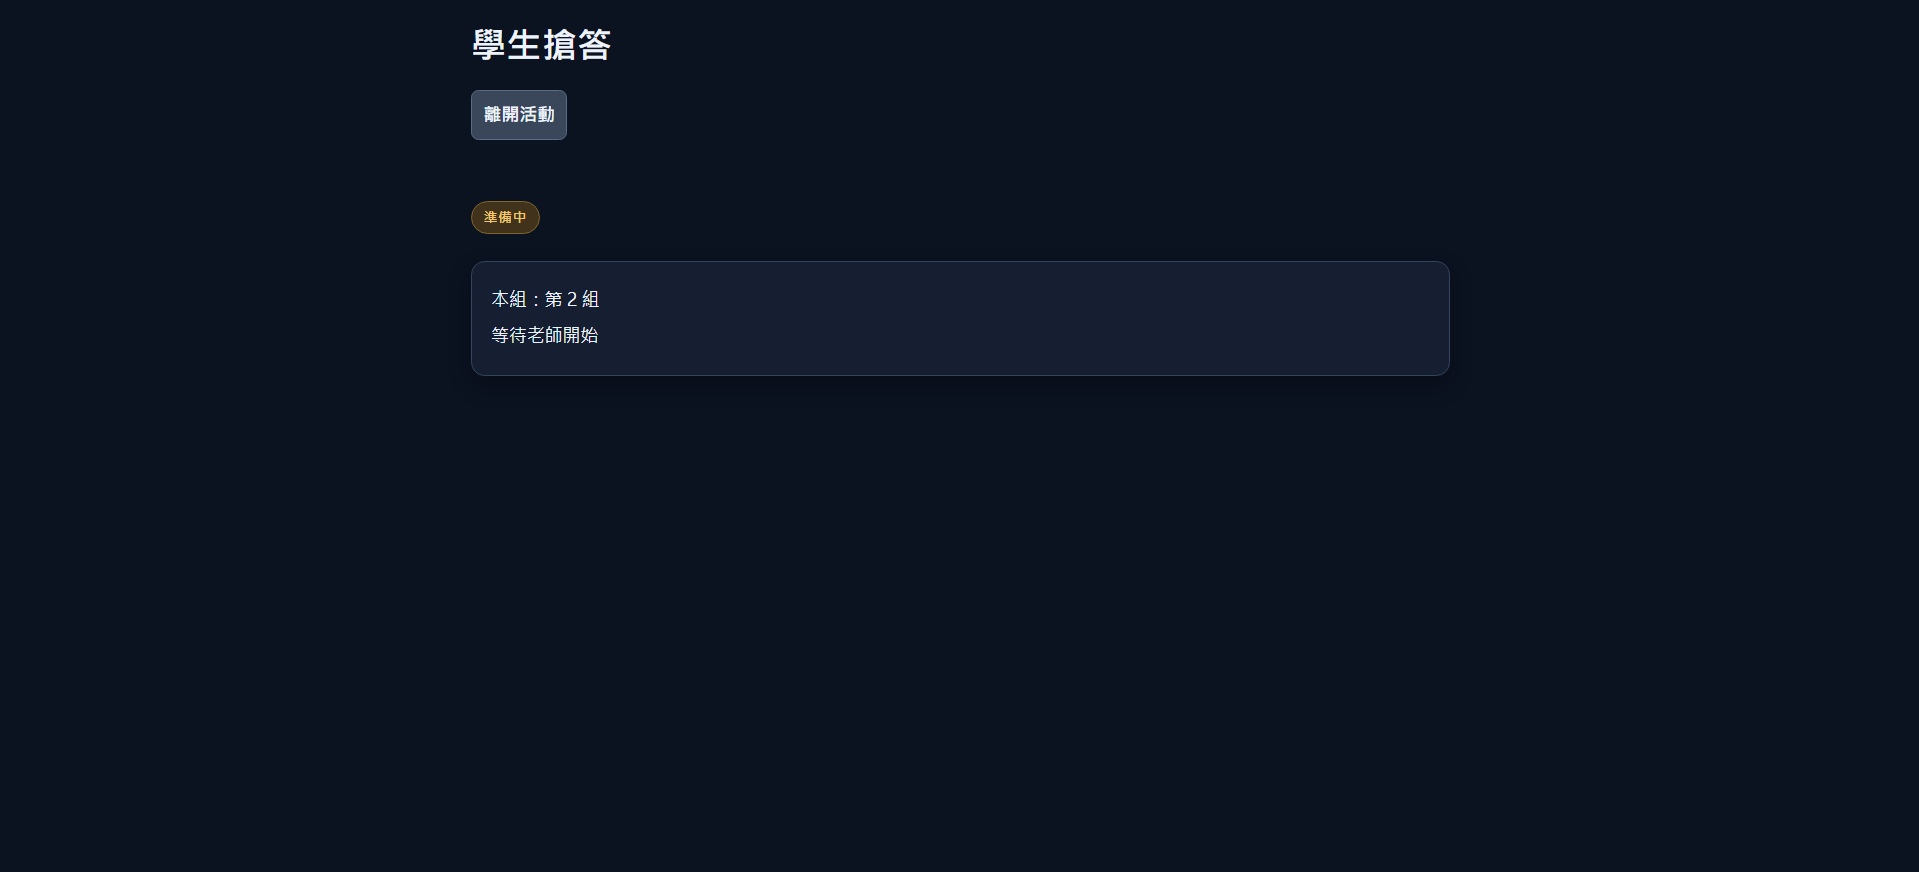 學生搶答
離開活動
準備中
本組：第 2 組
等待老師開始